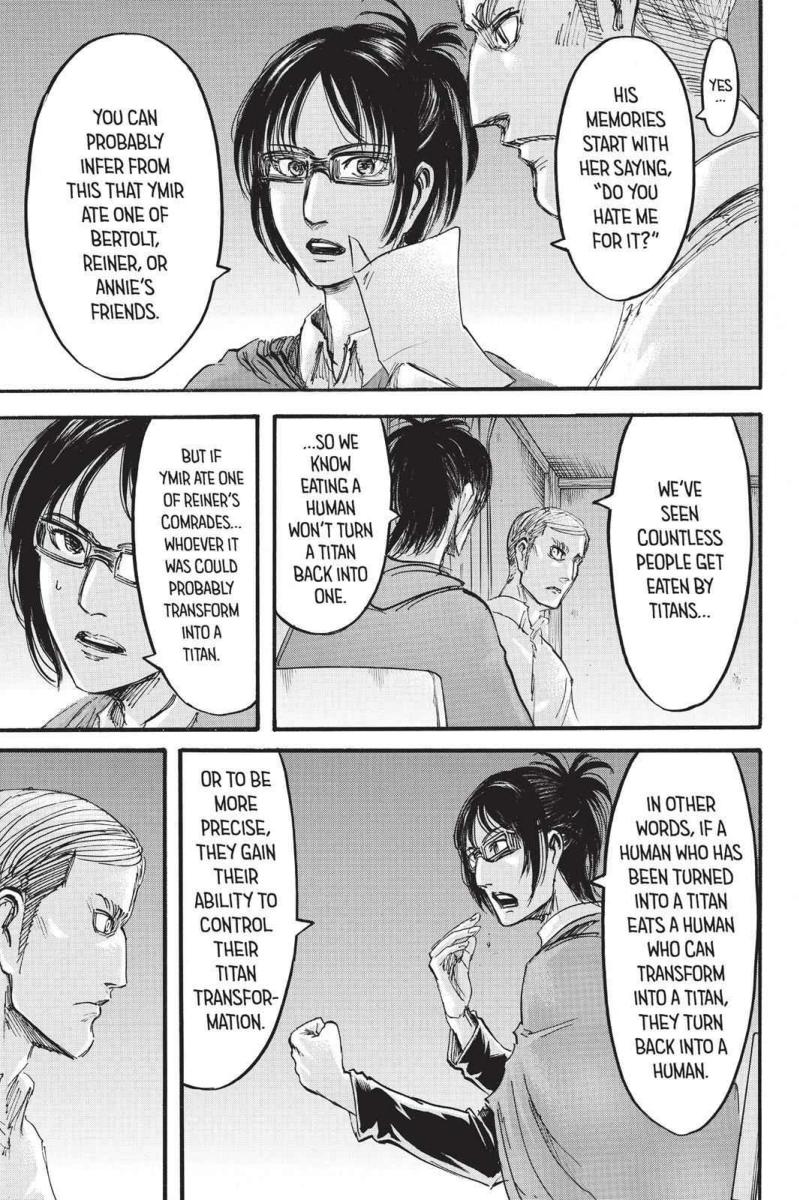 YES
...
HIS
MEMORIES
START WITH
HER SAYING,
"DO YOU
HATE ME
FOR IT?"
YOU CAN
PROBABLY
INFER FROM
THIS THAT YMIR
ATE ONE OF
BERTOLT,
REINER, OR
ANNIE'S
FRIENDS.
WE'VE
SEEN
COUNTLESS
PEOPLE GET
EATEN BY
TITANS...
...SO WE
KNOW
EATING A
HUMAN
WON'T TURN
A TITAN
BACK INTO
ONE.
BUT IF
YMIR ATE ONE
OF REINER'S
COMRADES...
WHOEVER IT
WAS COULD
PROBABLY
TRANSFORM
INTO A
TITAN.
IN OTHER
WORDS, IF A
HUMAN WHO HAS
BEEN TURNED
INTO A TITAN
EATS A HUMAN
WHO CAN
TRANSFORM
INTO A TITAN,
THEY TURN
BACK INTO A
HUMAN.
OR TO BE
MORE
PRECISE,
THEY GAIN
THEIR
ABILITY TO
CONTROL
THEIR
TITAN
TRANSFOR-
MATION.